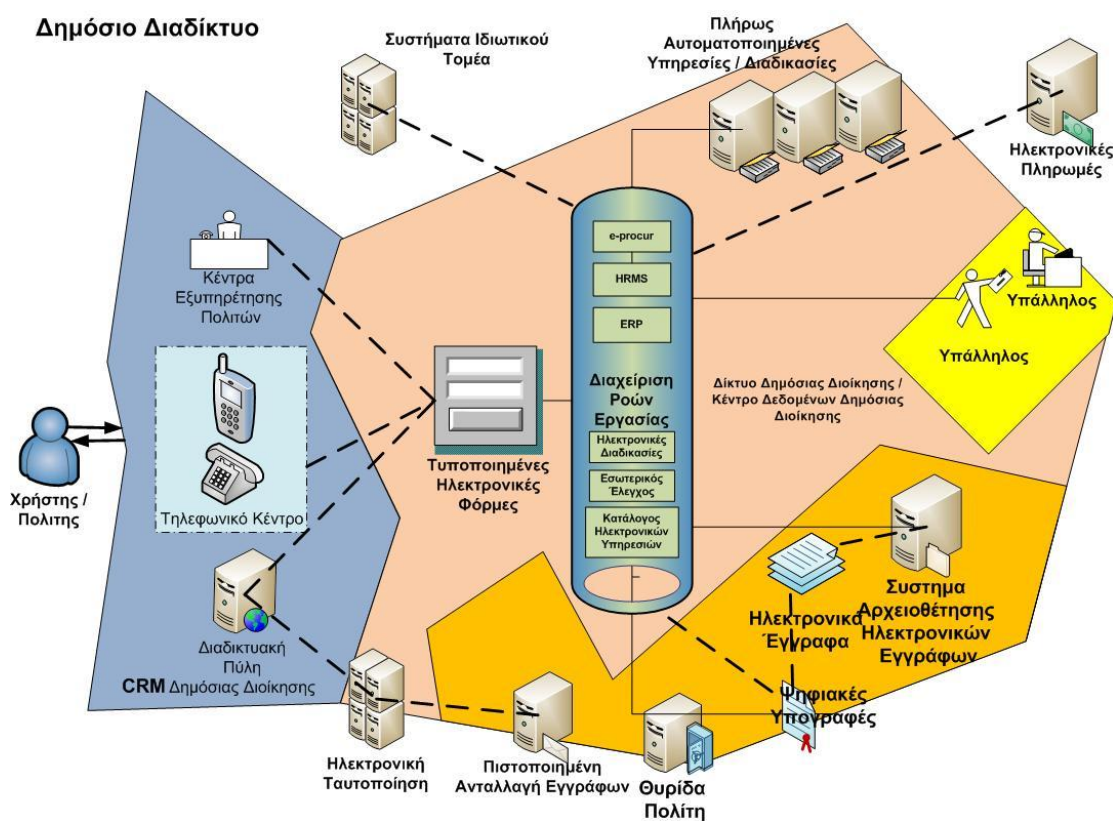 Δημόσιο Διαδίκτυο
Συστήματα Ιδιωτικού
Τομέα
Πλήρως
Αυτοματοποιημένες
Υπηρεσίες / Διαδικασίες
Ηλεκτρονικές
Πληρωμές
Κέντρα
Εξυπηρέτησης
Πολιτών
e-procur
HRMS
ERP
Υπάλληλος
Υπάλληλος
Διαχείριση
Ροών
Εργασίας
Δίκτυο Δημόσιας Διοίκησης /
Κέντρο Δεδομένων Δημόσιας
Διοίκησης
Ηλεκτρονικές
Διαδικασίες
Εσωτερικός
Έλεγχος
Κατάλογος
Ηλεκτρονικών
Υπηρεσιών
Τυποποιημένες
Ηλεκτρονικές
Φόρμες
Χρήστης /
Πολιτης
Τηλεφωνικό Κέντρο
Διαδικτυακή
Πύλη
CRM Δημόσιας Διοίκησης
Ηλεκτρονικά
Έγγραφα
Συστημα
Αρχειοθέτησης
Ηλεκτρονικών
Εγγράφων
Ψηφιακές
Υπογραφές
Ηλεκτρονική
Ταυτοποίηση
Πιστοποιημένη
Ανταλλαγή Εγγράφων
Θυρίδα
Πολίτη